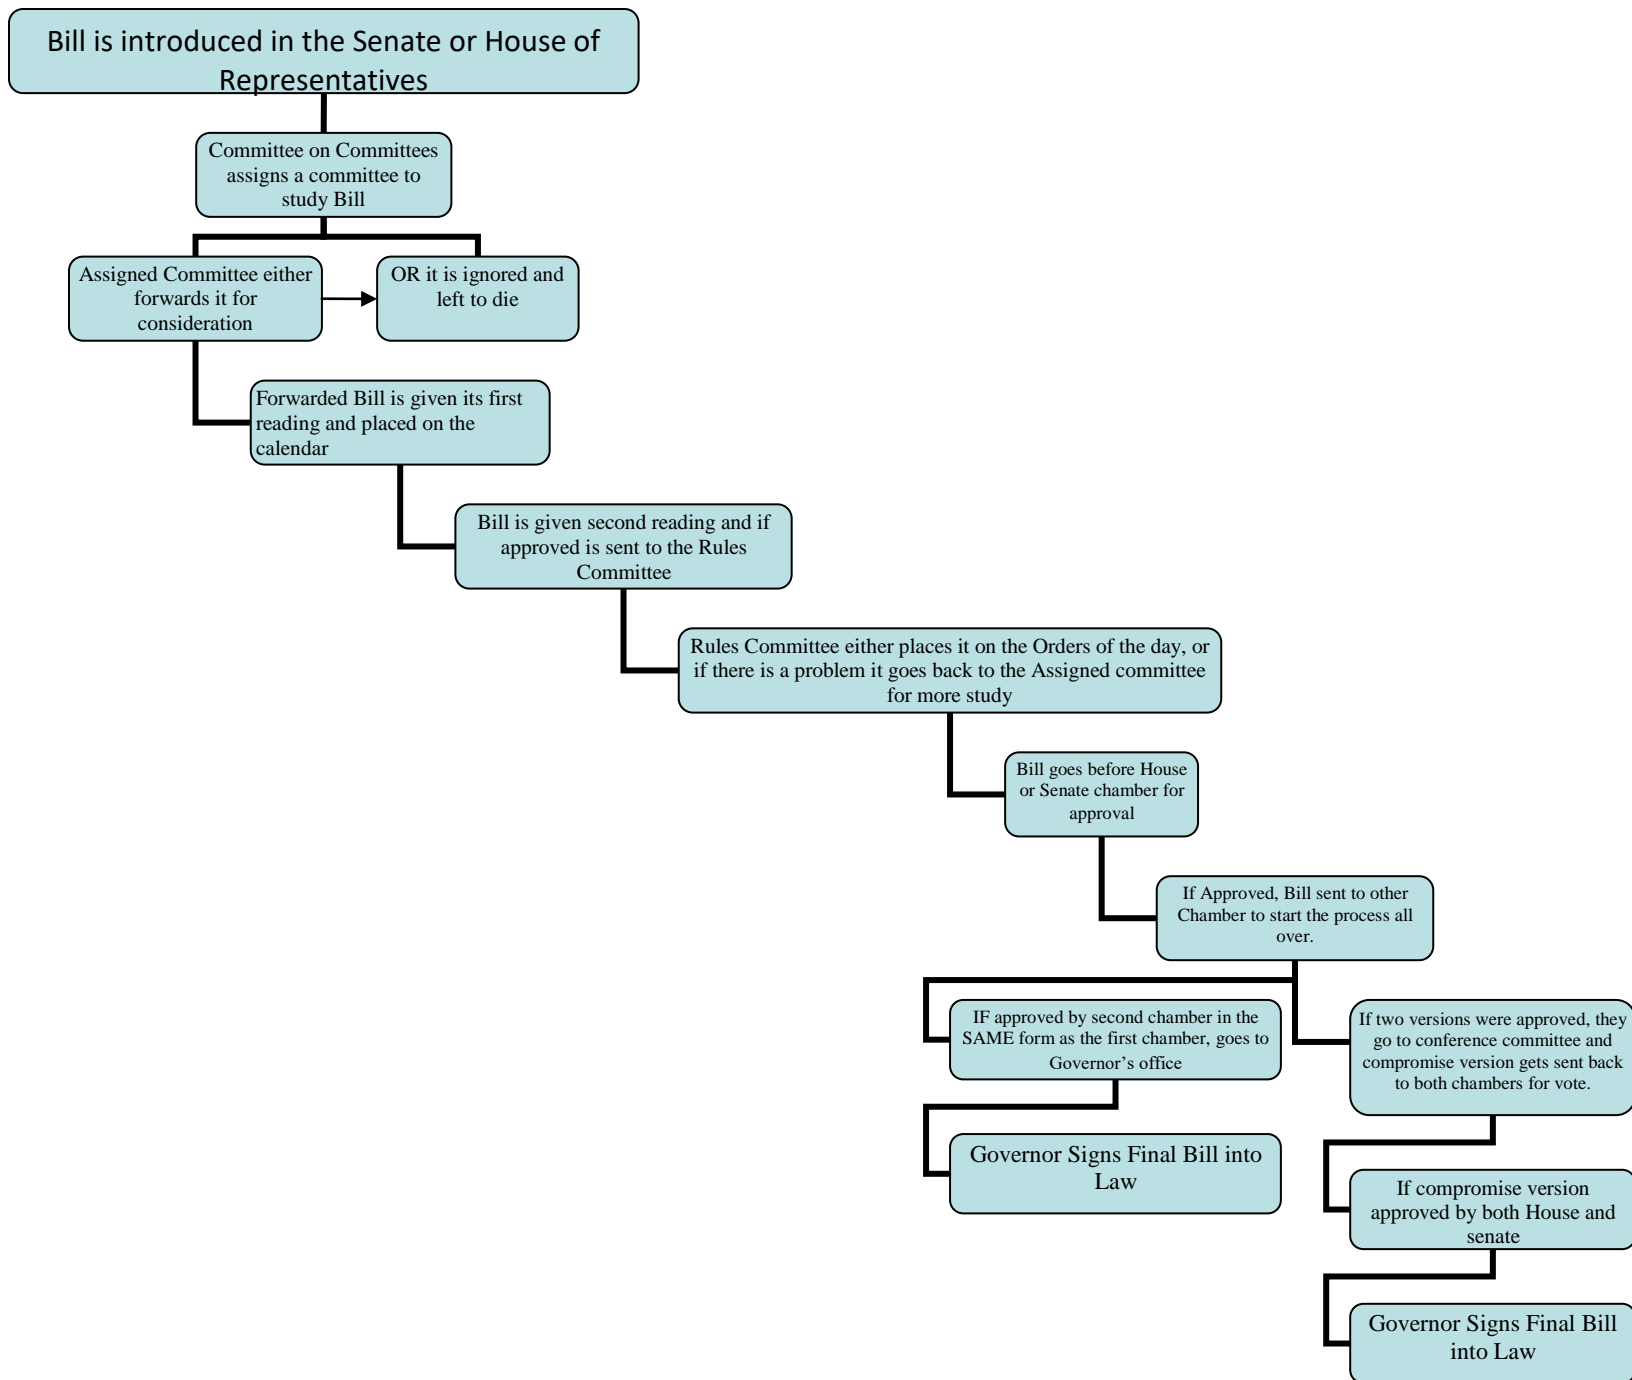 Bill is introduced in the Senate or House of
Representatives
Committee on Committees
assigns a committee to
study Bill
Assigned Committee either
forwards it for
consideration
OR it is ignored and
left to die
Forwarded Bill is given its first
reading and placed on the
calendar
Bill is given second reading and if
approved is sent to the Rules
Committee
Rules Committee either places it on the Orders of the day, or
if there is a problem it goes back to the Assigned committee
for more study
Bill goes before House
or Senate chamber for
approval
If Approved, Bill sent to other
Chamber to start the process all
over.
IF approved by second chamber in the
SAME form as the first chamber, goes to
Governor’s office
Governor Signs Final Bill into
Law
If two versions were approved, they
go to conference committee and
compromise version gets sent back
to both chambers for vote.
If compromise version
approved by both House and
senate
Governor Signs Final Bill
into Law